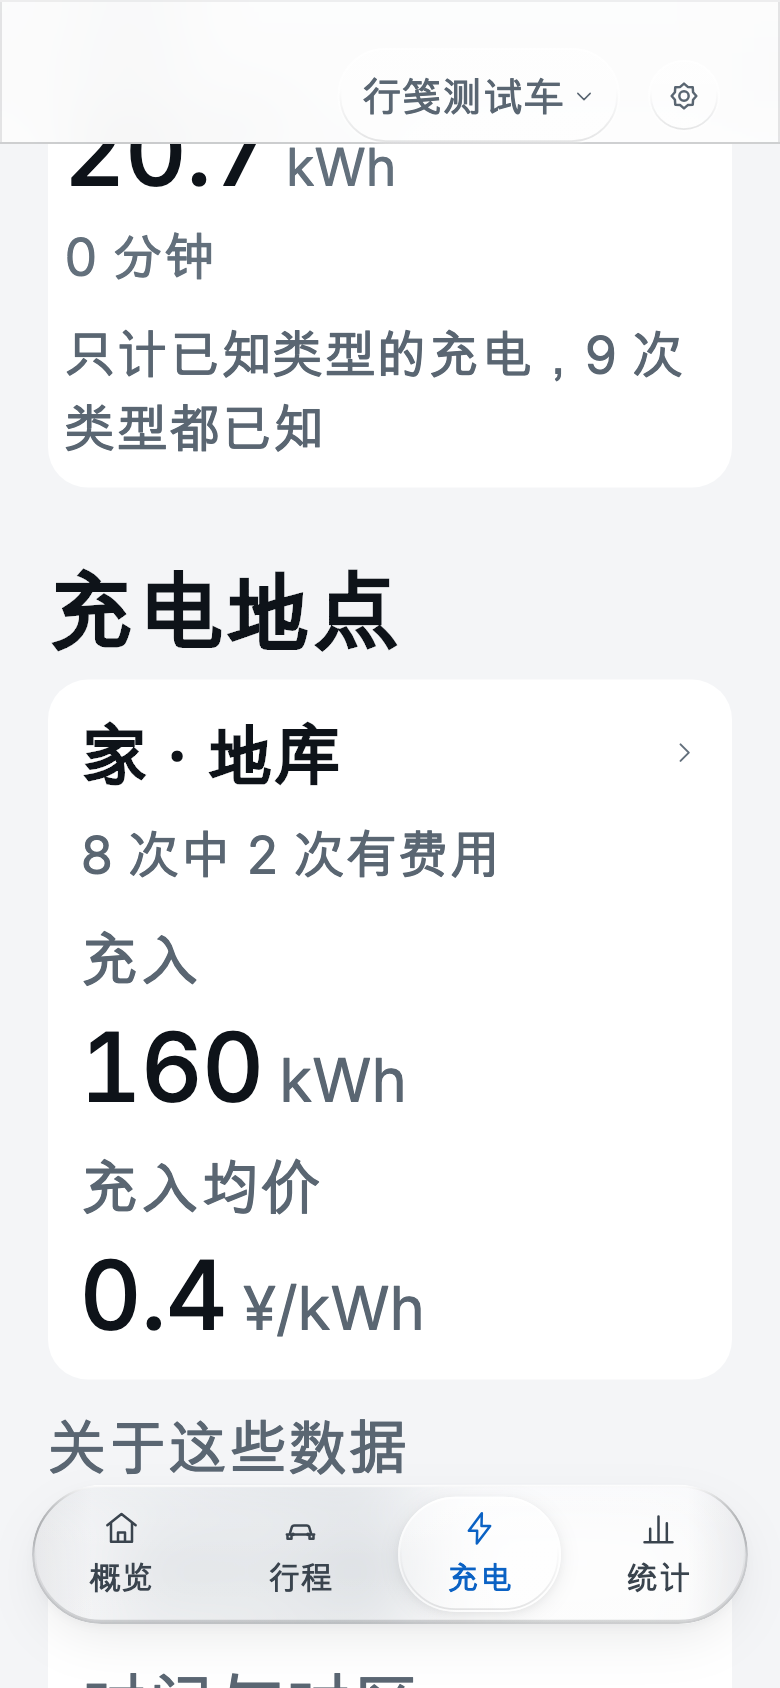 行笺测试车
20.7 kWh
0 分钟
只计已知类型的充电，9 次
类型都已知
充电地点
家 · 地库
8 次中 2 次有费用
充入
160 kWh
充入均价
0.4 ¥/kWh
关于这些数据
概览
行程
充电
统计